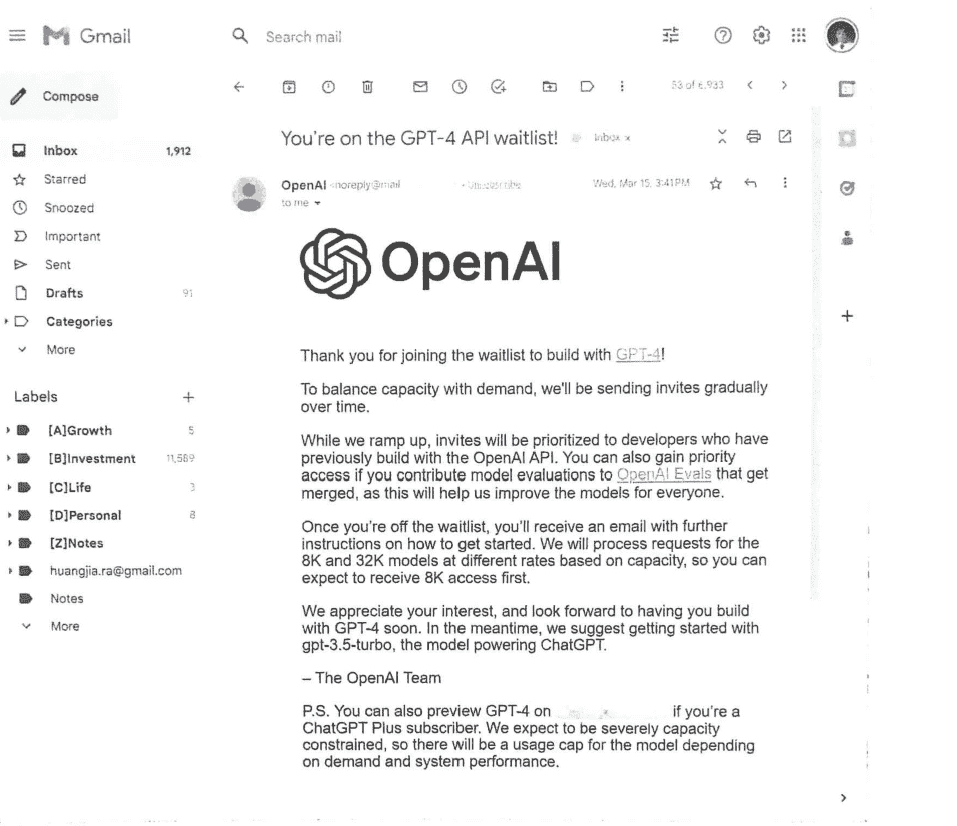 Gmail
Search mail
Compose
53 of 6,933
Inbox 1,912
Starred
Snoozed
Important
Sent
Drafts 91
Categories
More
Labels +
[A]Growth 5
[B]Investment 11,589
[C]Life 3
[D]Personal 8
[Z]Notes
huangjia.ra@gmail.com
Notes
More
You're on the GPT-4 API waitlist!
Inbox x
OpenAI <noreply@mail
Unsubscribe
Wed, Mar 15, 3:41 PM
to me
OpenAI
Thank you for joining the waitlist to build with GPT-4!
To balance capacity with demand, we'll be sending invites gradually
over time.
While we ramp up, invites will be prioritized to developers who have
previously build with the OpenAI API. You can also gain priority
access if you contribute model evaluations to OpenAI Evals that get
merged, as this will help us improve the models for everyone.
Once you're off the waitlist, you'll receive an email with further
instructions on how to get started. We will process requests for the
8K and 32K models at different rates based on capacity, so you can
expect to receive 8K access first.
We appreciate your interest, and look forward to having you build
with GPT-4 soon. In the meantime, we suggest getting started with
gpt-3.5-turbo, the model powering ChatGPT.
– The OpenAI Team
P.S. You can also preview GPT-4 on if you're a
ChatGPT Plus subscriber. We expect to be severely capacity
constrained, so there will be a usage cap for the model depending
on demand and system performance.